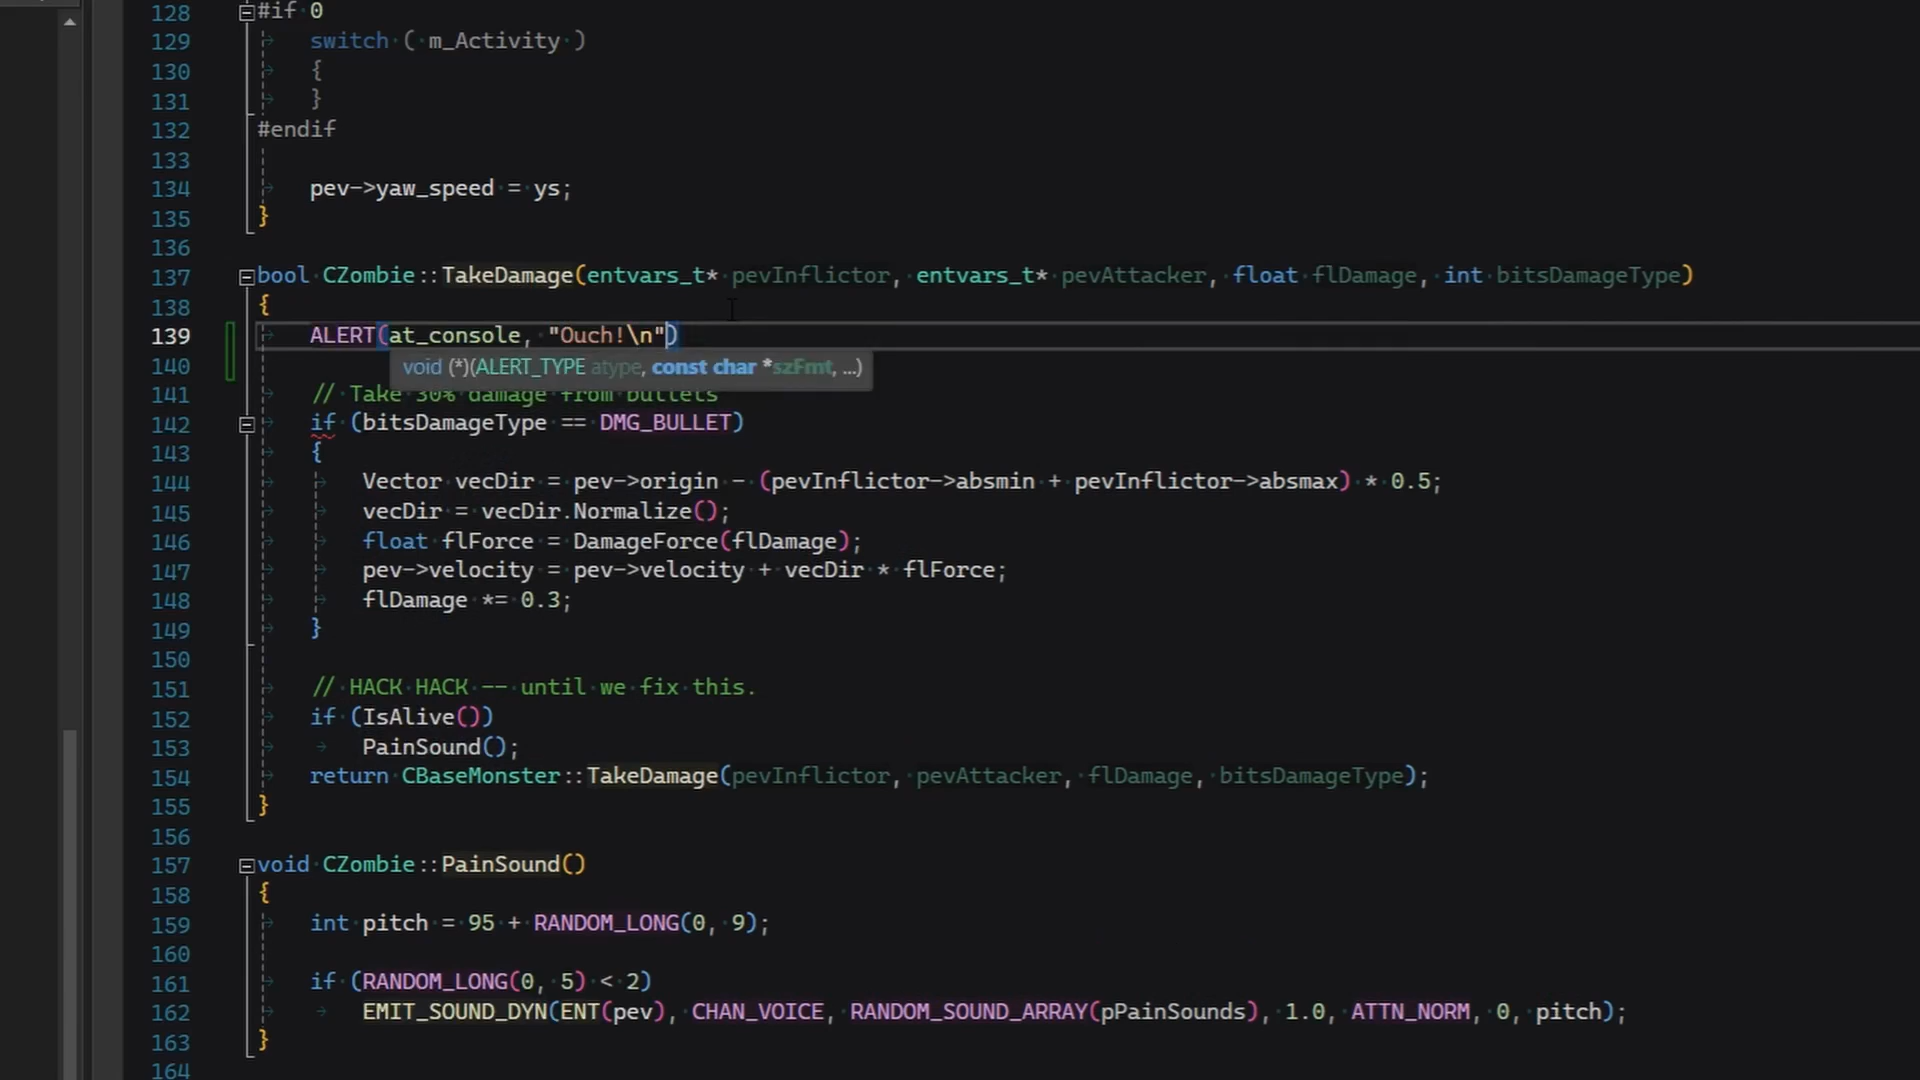 128 #if 0
129 switch ( m_Activity )
130 {
131 }
132 #endif
133
134 pev->yaw_speed = ys;
135 }
136
137 bool CZombie::TakeDamage(entvars_t* pevInflictor, entvars_t* pevAttacker, float flDamage, int bitsDamageType)
138 {
139 ALERT(at_console, "Ouch!\n")
140 void (*)(ALERT_TYPE atype, const char *szFmt, ...)
141 // Take 30% damage from bullets
142 if (bitsDamageType == DMG_BULLET)
143 {
144 Vector vecDir = pev->origin - (pevInflictor->absmin + pevInflictor->absmax) * 0.5;
145 vecDir = vecDir.Normalize();
146 float flForce = DamageForce(flDamage);
147 pev->velocity = pev->velocity + vecDir * flForce;
148 flDamage *= 0.3;
149 }
150
151 // HACK HACK -- until we fix this.
152 if (IsAlive())
153 PainSound();
154 return CBaseMonster::TakeDamage(pevInflictor, pevAttacker, flDamage, bitsDamageType);
155 }
156
157 void CZombie::PainSound()
158 {
159 int pitch = 95 + RANDOM_LONG(0, 9);
160
161 if (RANDOM_LONG(0, 5) < 2)
162 EMIT_SOUND_DYN(ENT(pev), CHAN_VOICE, RANDOM_SOUND_ARRAY(pPainSounds), 1.0, ATTN_NORM, 0, pitch);
163 }
164